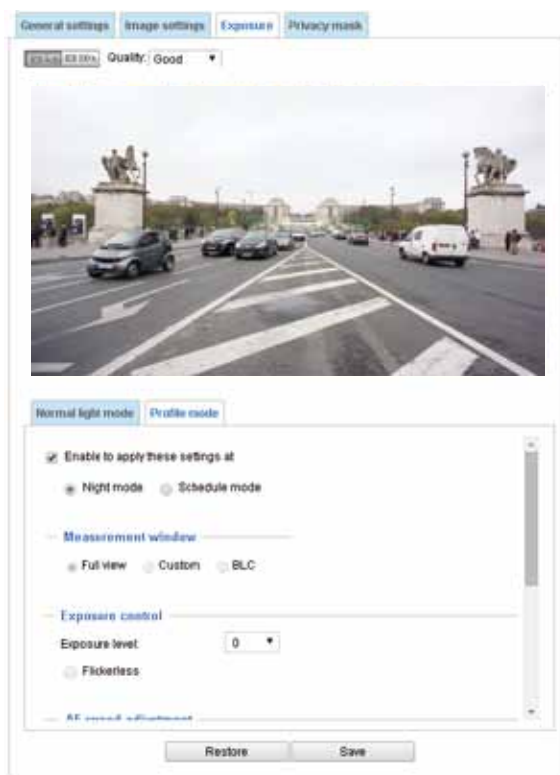 General settings Image settings Exposure Privacy mask
Quality: Good
Normal light mode Profile mode
Enable to apply these settings at
Night mode Schedule mode
Measurement window
Full view Custom BLC
Exposure control
Exposure level: 0
Flickerless
Restore Save